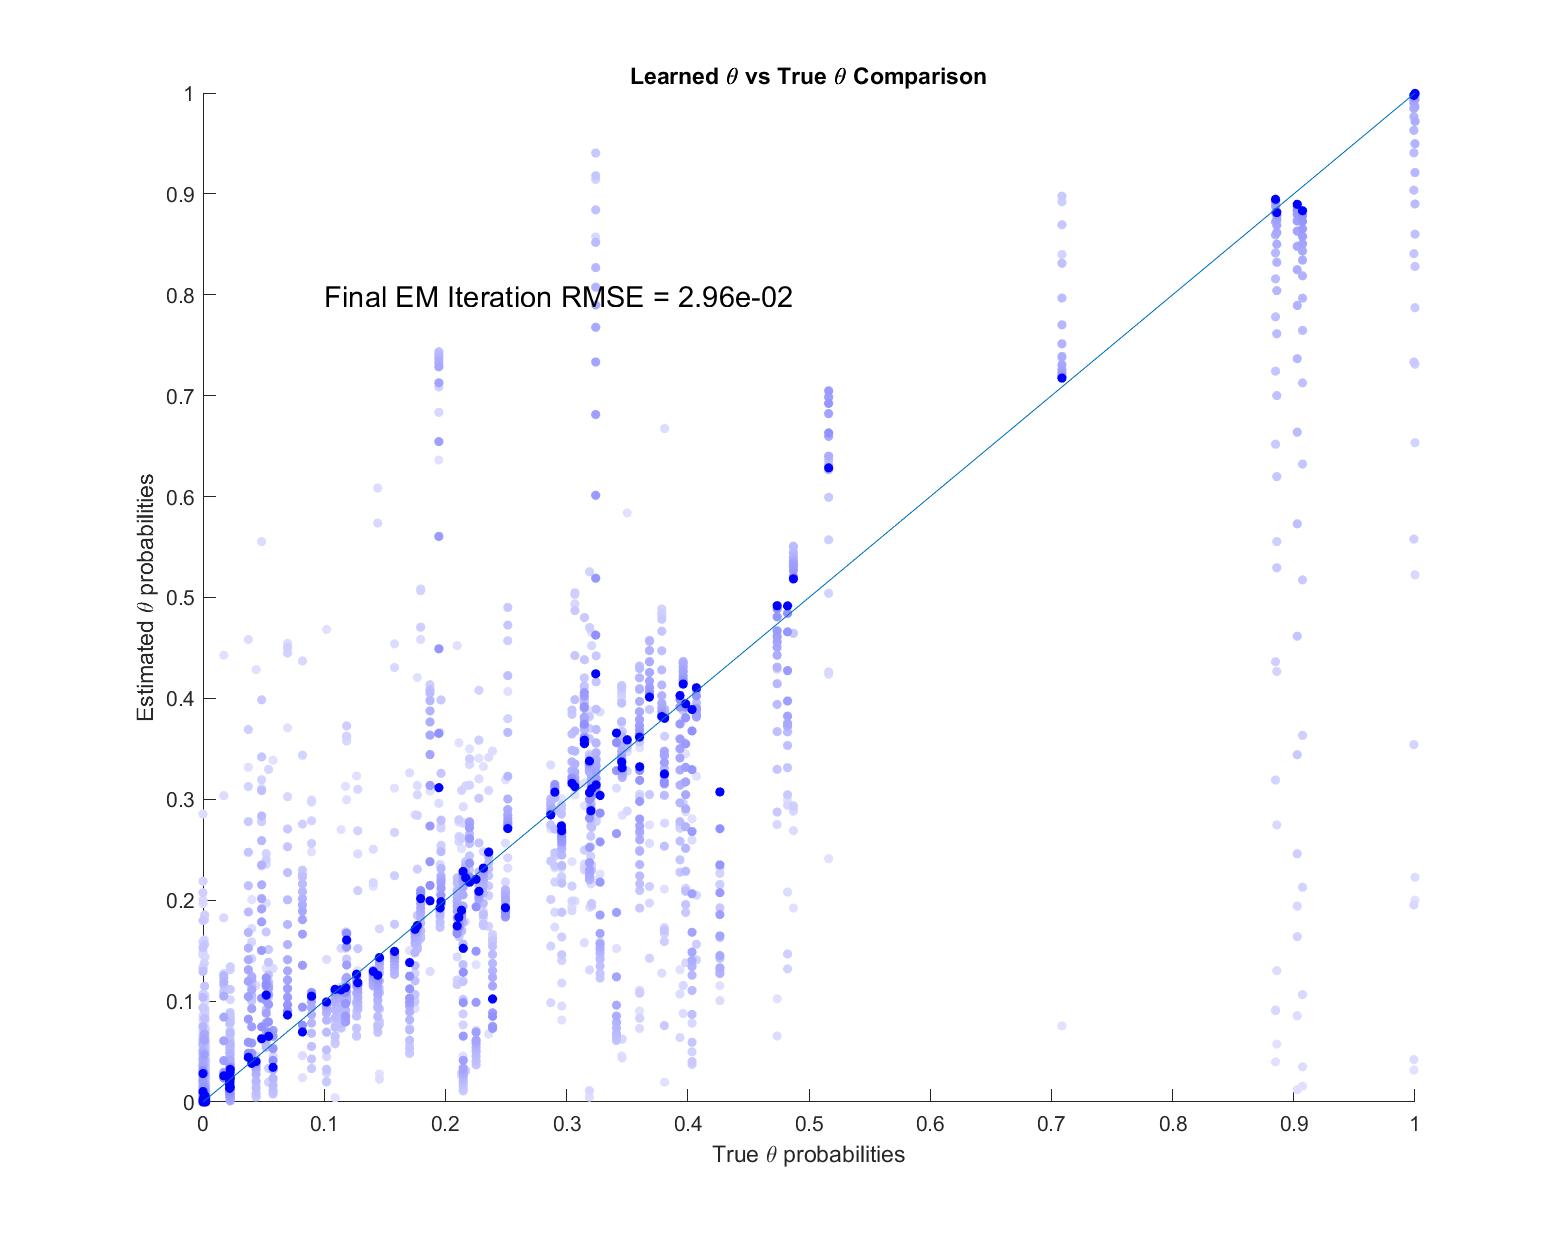 Learned θ vs True θ Comparison
1
0.9
0.8
0.7
0.6
0.5
0.4
0.3
0.2
0.1
0
Final EM Iteration RMSE = 2.96e-02
Estimated θ probabilities
0 0.1 0.2 0.3 0.4 0.5 0.6 0.7 0.8 0.9 1
True θ probabilities